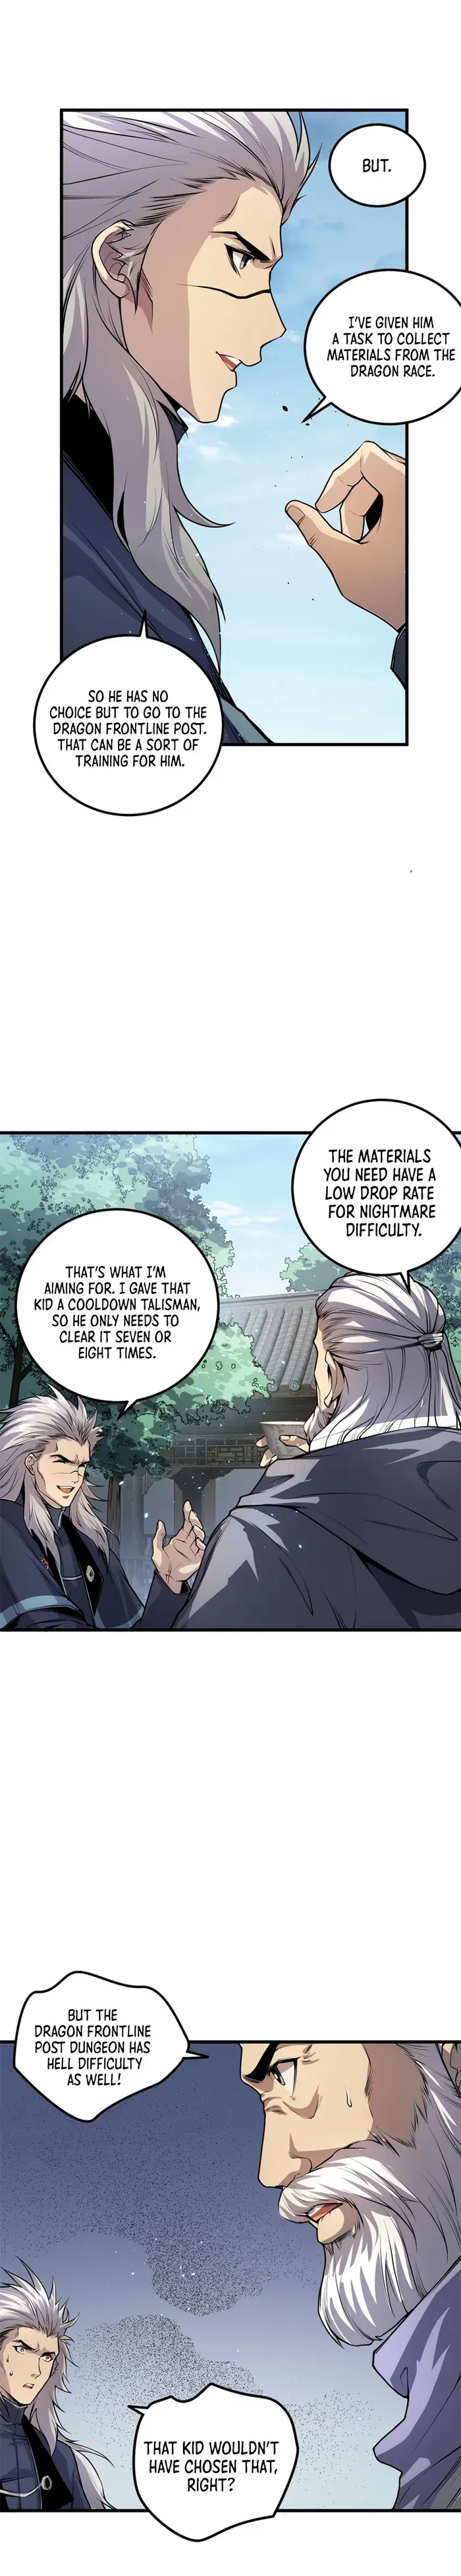 BUT.
I'VE GIVEN HIM
A TASK TO COLLECT
MATERIALS FROM THE
DRAGON RACE.
SO HE HAS NO
CHOICE BUT TO GO TO THE
DRAGON FRONTLINE POST.
THAT CAN BE A SORT OF
TRAINING FOR HIM.
THE MATERIALS
YOU NEED HAVE A
LOW DROP RATE
FOR NIGHTMARE
DIFFICULTY.
THAT'S WHAT I'M
AIMING FOR. I GAVE THAT
KID A COOLDOWN TALISMAN,
SO HE ONLY NEEDS TO
CLEAR IT SEVEN OR
EIGHT TIMES.
BUT THE
DRAGON FRONTLINE
POST DUNGEON HAS
HELL DIFFICULTY
AS WELL!
THAT KID WOULDN'T
HAVE CHOSEN THAT,
RIGHT?